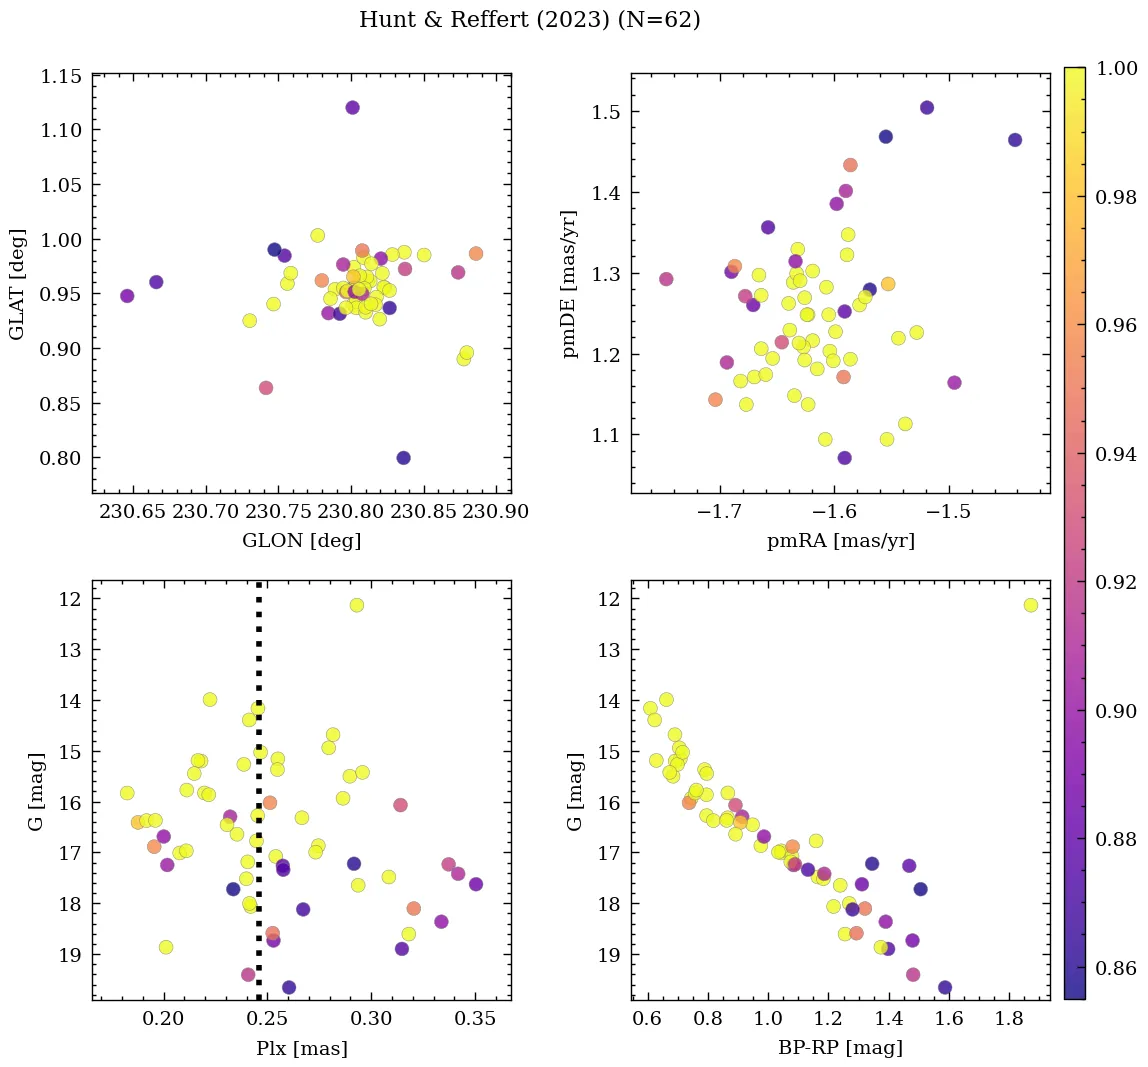 Hunt & Reffert (2023) (N=62)
1.15
1.10
1.05
1.00
0.95
0.90
0.85
0.80
GLAT [deg]
230.65 230.70 230.75 230.80 230.85 230.90
GLON [deg]
1.5
1.4
1.3
1.2
1.1
pmDE [mas/yr]
−1.7 −1.6 −1.5
pmRA [mas/yr]
12
13
14
15
16
17
18
19
G [mag]
0.20 0.25 0.30 0.35
Plx [mas]
12
13
14
15
16
17
18
19
G [mag]
0.6 0.8 1.0 1.2 1.4 1.6 1.8
BP-RP [mag]
1.00
0.98
0.96
0.94
0.92
0.90
0.88
0.86